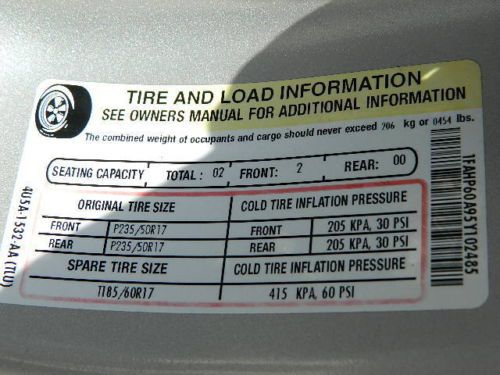 TIRE AND LOAD INFORMATION
SEE OWNERS MANUAL FOR ADDITIONAL INFORMATION
The combined weight of occupants and cargo should never exceed 206 kg or 0454 lbs.
SEATING CAPACITY TOTAL: 02 FRONT: 2 REAR: 00
ORIGINAL TIRE SIZE COLD TIRE INFLATION PRESSURE
FRONT P235/50R17 FRONT 205 KPA, 30 PSI
REAR P235/50R17 REAR 205 KPA, 30 PSI
SPARE TIRE SIZE COLD TIRE INFLATION PRESSURE
T185/60R17 415 KPA, 60 PSI
4U5A-1532-AA (TLU)
1FAHP60A95Y102485